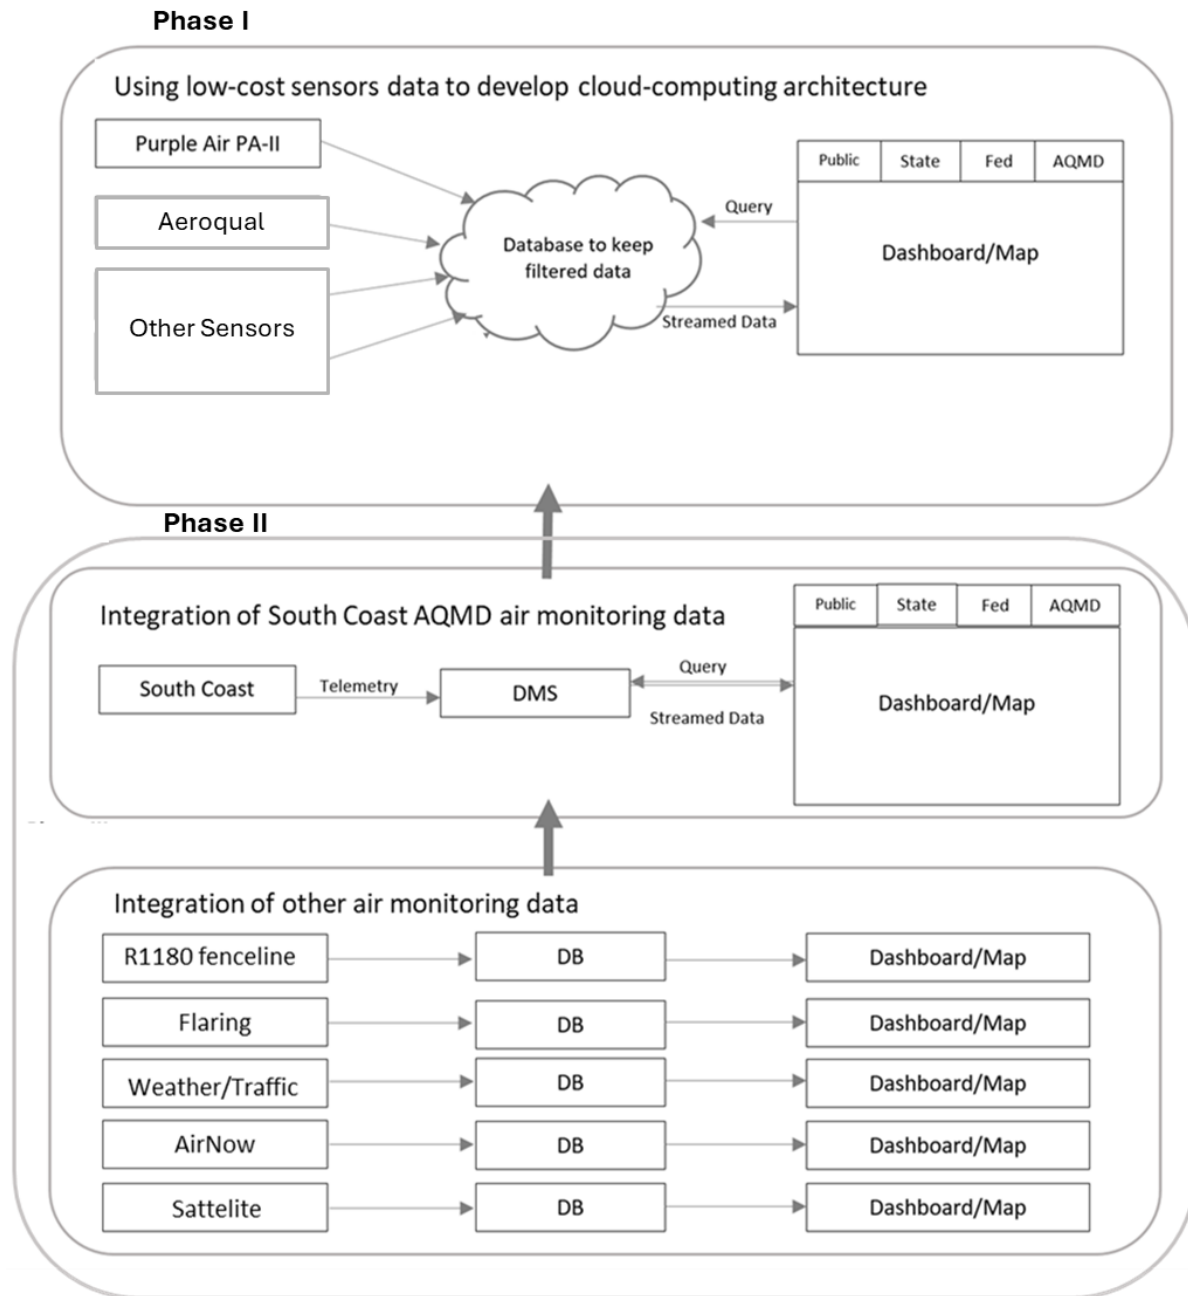 Phase I
Using low-cost sensors data to develop cloud-computing architecture
Purple Air PA-II
Aeroqual
Other Sensors
Database to keep
filtered data
Query
Streamed Data
Public State Fed AQMD
Dashboard/Map
Phase II
Integration of South Coast AQMD air monitoring data
South Coast
Telemetry
DMS
Query
Streamed Data
Public State Fed AQMD
Dashboard/Map
Integration of other air monitoring data
R1180 fenceline DB Dashboard/Map
Flaring DB Dashboard/Map
Weather/Traffic DB Dashboard/Map
AirNow DB Dashboard/Map
Sattelite DB Dashboard/Map